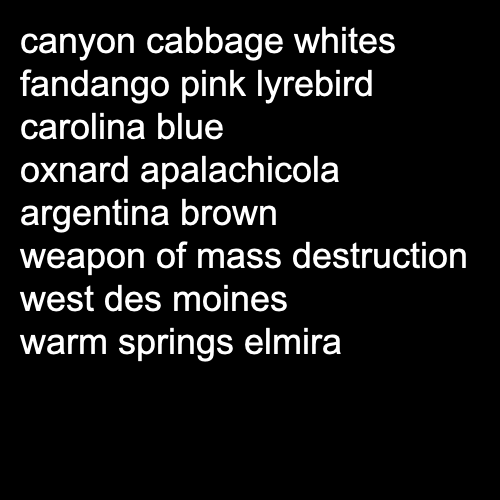 canyon cabbage whites
fandango pink lyrebird
carolina blue
oxnard apalachicola
argentina brown
weapon of mass destruction
west des moines
warm springs elmira